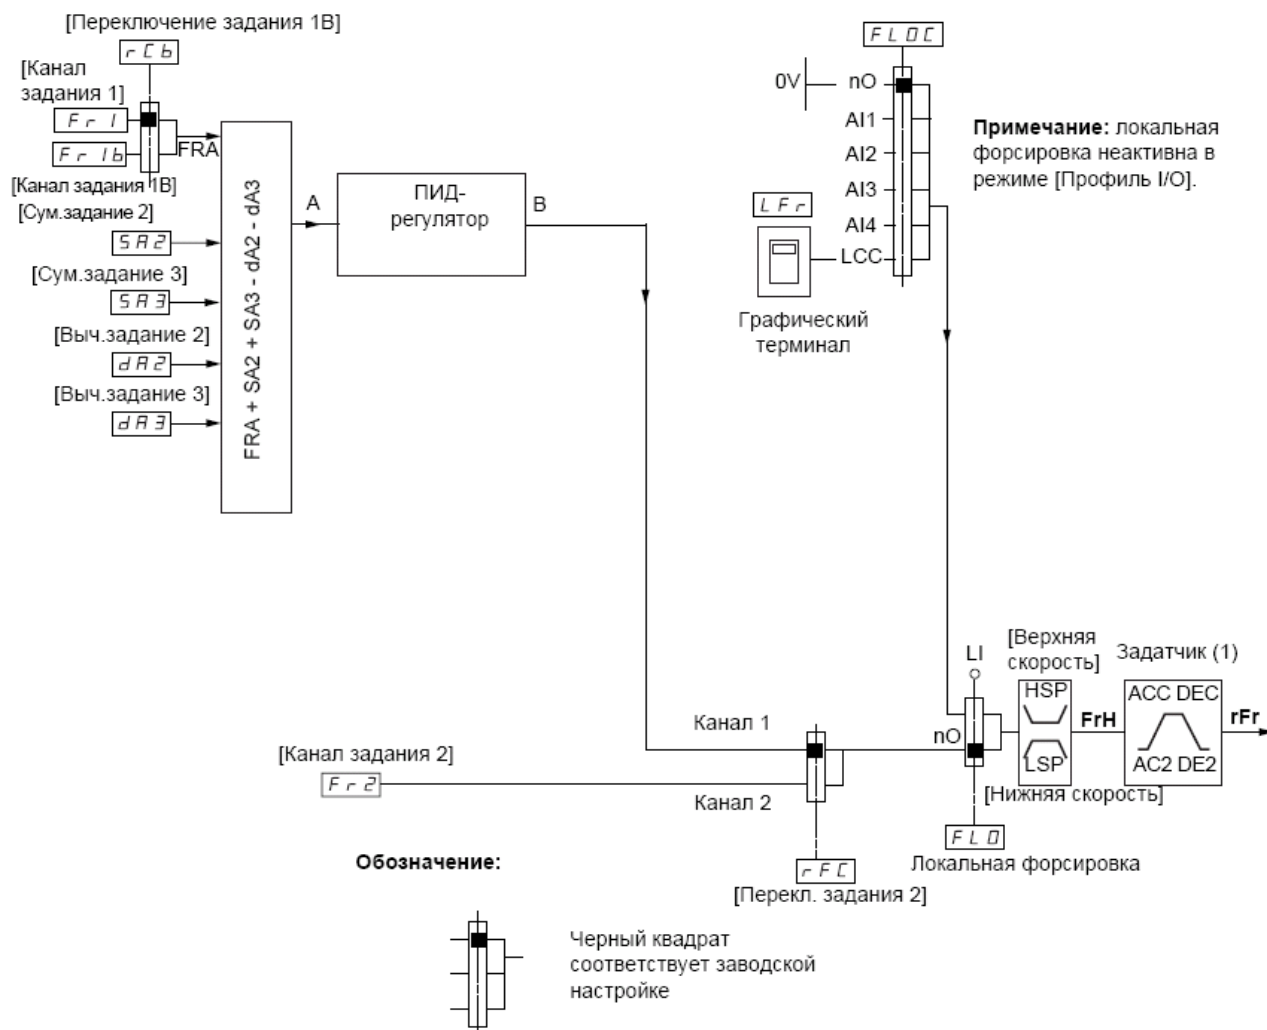 [Переключение задания 1В]
rCb
[Канал
задания 1]
Fr1
Fr1b
FRA
[Канал задания 1В]
[Сум.задание 2]
SA2
[Сум.задание 3]
SA3
[Выч.задание 2]
dA2
[Выч.задание 3]
dA3
FRA + SA2 + SA3 - dA2 - dA3
A
ПИД-
регулятор
B
FLOC
0V
nO
AI1
AI2
AI3
AI4
LCC
LFr
Графический
терминал
Примечание: локальная
форсировка неактивна в
режиме [Профиль I/O].
LI
[Верхняя
скорость]
Задатчик (1)
HSP
LSP
FrH
ACC DEC
AC2 DE2
rFr
[Нижняя скорость]
nO
Канал 1
[Канал задания 2]
Fr2
Канал 2
FLO
Локальная форсировка
rFC
[Перекл. задания 2]
Обозначение:
Черный квадрат
соответствует заводской
настройке